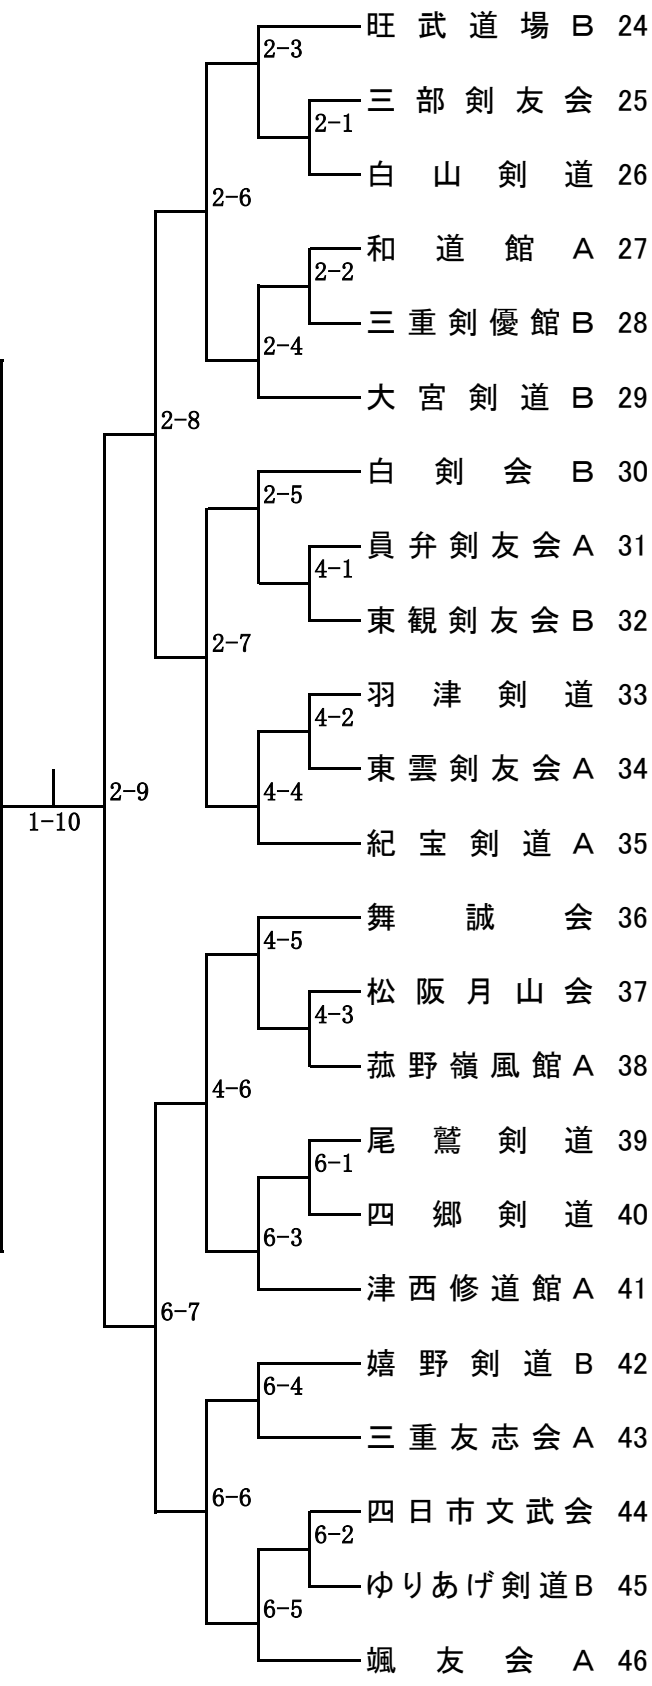 旺武道場Ｂ 24
2-3
三部剣友会 25
2-1
白山剣道 26
2-6
和道館Ａ 27
2-2
三重剣優館Ｂ 28
2-4
大宮剣道Ｂ 29
2-8
白剣会Ｂ 30
2-5
員弁剣友会Ａ 31
4-1
東観剣友会Ｂ 32
2-7
羽津剣道 33
4-2
東雲剣友会Ａ 34
2-9
4-4
1-10
紀宝剣道Ａ 35
舞誠会 36
4-5
松阪月山会 37
4-3
菰野嶺風館Ａ 38
4-6
尾鷲剣道 39
6-1
四郷剣道 40
6-3
津西修道館Ａ 41
6-7
嬉野剣道Ｂ 42
6-4
三重友志会Ａ 43
6-6
四日市文武会 44
6-2
ゆりあげ剣道Ｂ 45
6-5
颯友会Ａ 46